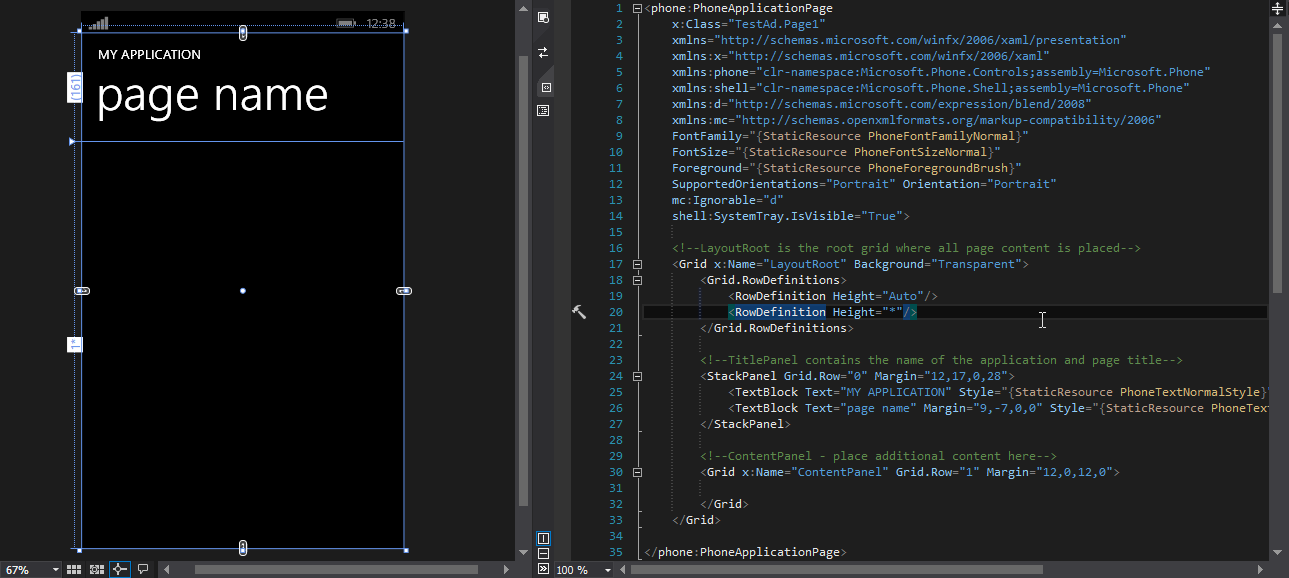 12:38
MY APPLICATION
page name
(161)
1*
67%
1 <phone:PhoneApplicationPage
2 x:Class="TestAd.Page1"
3 xmlns="http://schemas.microsoft.com/winfx/2006/xaml/presentation"
4 xmlns:x="http://schemas.microsoft.com/winfx/2006/xaml"
5 xmlns:phone="clr-namespace:Microsoft.Phone.Controls;assembly=Microsoft.Phone"
6 xmlns:shell="clr-namespace:Microsoft.Phone.Shell;assembly=Microsoft.Phone"
7 xmlns:d="http://schemas.microsoft.com/expression/blend/2008"
8 xmlns:mc="http://schemas.openxmlformats.org/markup-compatibility/2006"
9 FontFamily="{StaticResource PhoneFontFamilyNormal}"
10 FontSize="{StaticResource PhoneFontSizeNormal}"
11 Foreground="{StaticResource PhoneForegroundBrush}"
12 SupportedOrientations="Portrait" Orientation="Portrait"
13 mc:Ignorable="d"
14 shell:SystemTray.IsVisible="True">
15
16 <!--LayoutRoot is the root grid where all page content is placed-->
17 <Grid x:Name="LayoutRoot" Background="Transparent">
18 <Grid.RowDefinitions>
19 <RowDefinition Height="Auto"/>
20 <RowDefinition Height="*"/>
21 </Grid.RowDefinitions>
22
23 <!--TitlePanel contains the name of the application and page title-->
24 <StackPanel Grid.Row="0" Margin="12,17,0,28">
25 <TextBlock Text="MY APPLICATION" Style="{StaticResource PhoneTextNormalStyle}"
26 <TextBlock Text="page name" Margin="9,-7,0,0" Style="{StaticResource PhoneTex
27 </StackPanel>
28
29 <!--ContentPanel - place additional content here-->
30 <Grid x:Name="ContentPanel" Grid.Row="1" Margin="12,0,12,0">
31
32 </Grid>
33 </Grid>
34
35 </phone:PhoneApplicationPage>
100 %